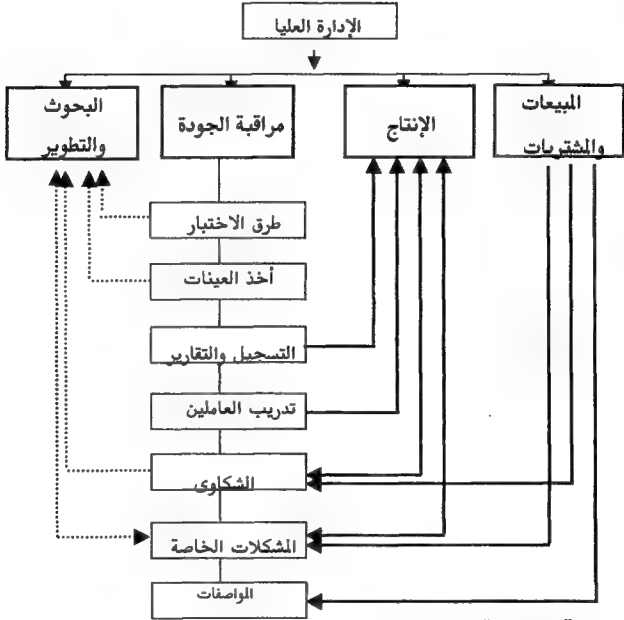 الإدارة العليا
المبيعات
والمشتريات
الإنتاج
مراقبة الجودة
البحوث
والتطوير
طرق الاختبار
أخذ العينات
التسجيل والتقارير
تدريب العاملين
الشكاوى
المشكلات الخاصة
المواصفات